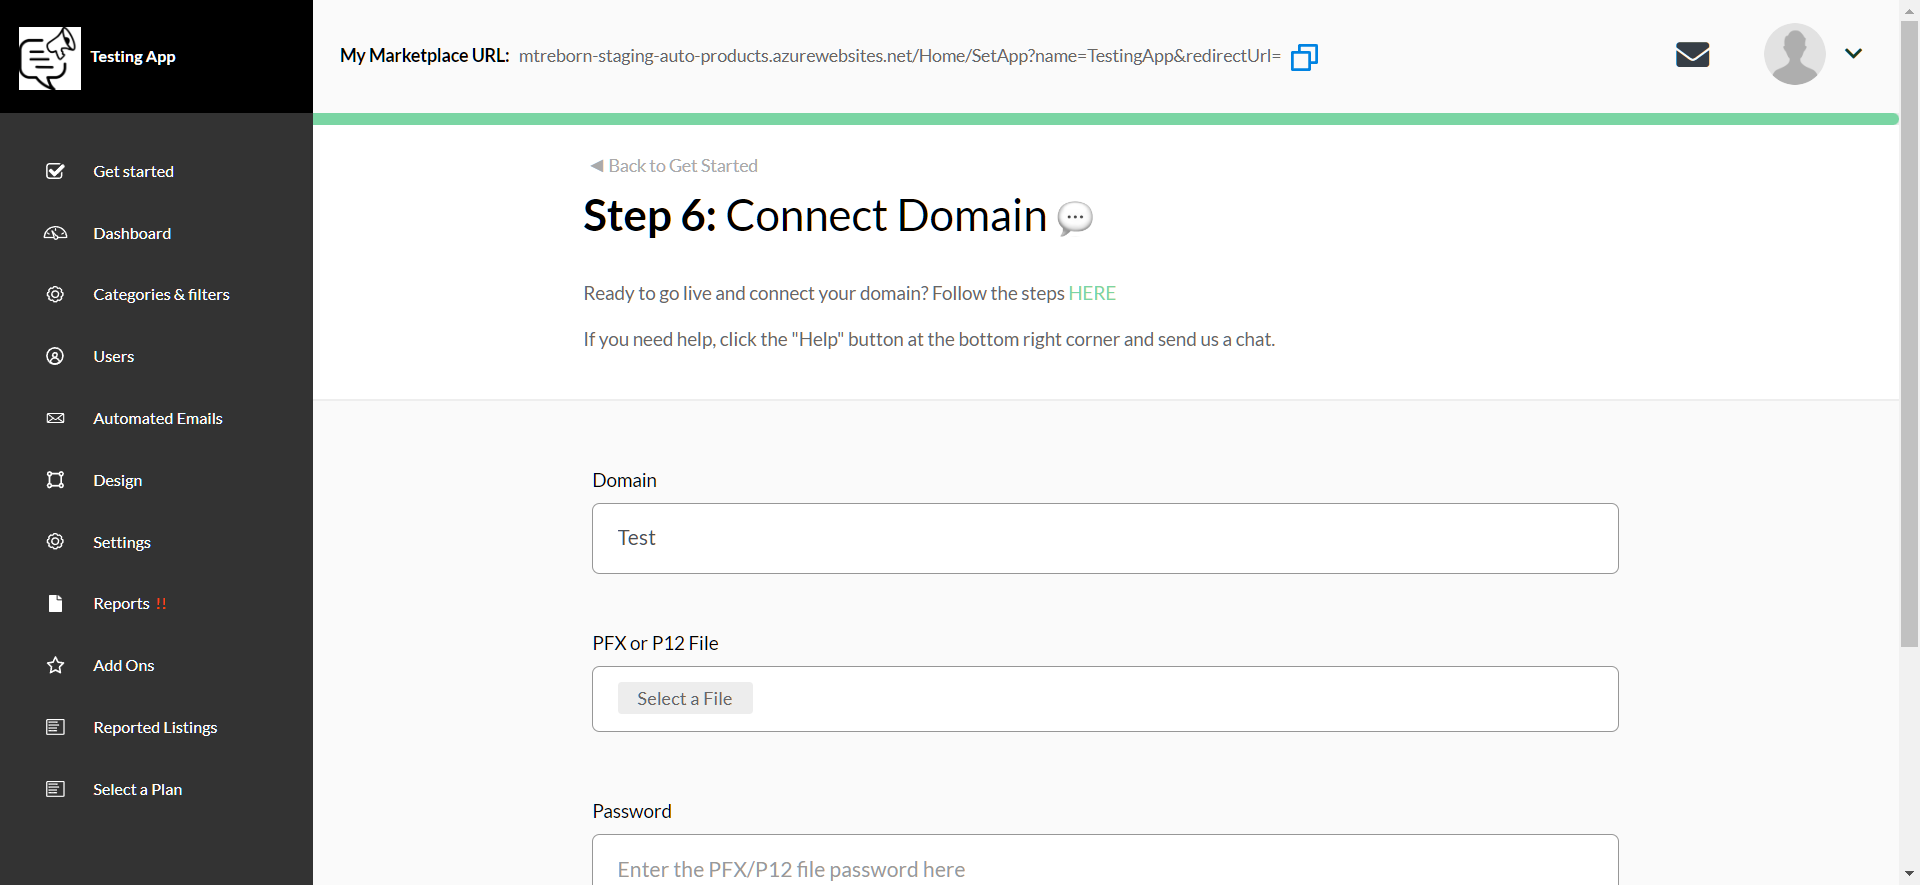 Testing App
My Marketplace URL: mtreborn-staging-auto-products.azurewebsites.net/Home/SetApp?name=TestingApp&redirectUrl=
Get started
Dashboard
Categories & filters
Users
Automated Emails
Design
Settings
Reports !!
Add Ons
Reported Listings
Select a Plan
◀ Back to Get Started
Step 6: Connect Domain
Ready to go live and connect your domain? Follow the steps HERE
If you need help, click the "Help" button at the bottom right corner and send us a chat.
Domain
Test
PFX or P12 File
Select a File
Password
Enter the PFX/P12 file password here